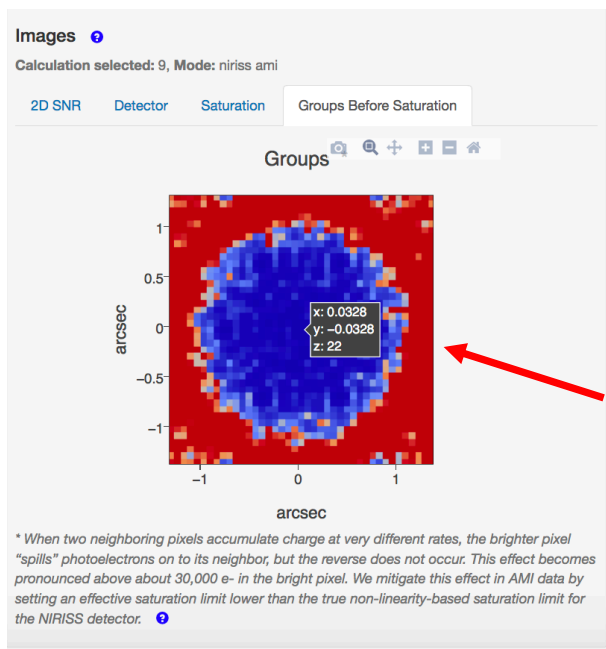 Images ?
Calculation selected: 9, Mode: niriss ami
2D SNR Detector Saturation Groups Before Saturation
Groups
1
0.5
0
−0.5
−1
arcsec
x: 0.0328
y: −0.0328
z: 22
−1 0 1
arcsec
* When two neighboring pixels accumulate charge at very different rates, the brighter pixel
“spills” photoelectrons on to its neighbor, but the reverse does not occur. This effect becomes
pronounced above about 30,000 e- in the bright pixel. We mitigate this effect in AMI data by
setting an effective saturation limit lower than the true non-linearity-based saturation limit for
the NIRISS detector. ?